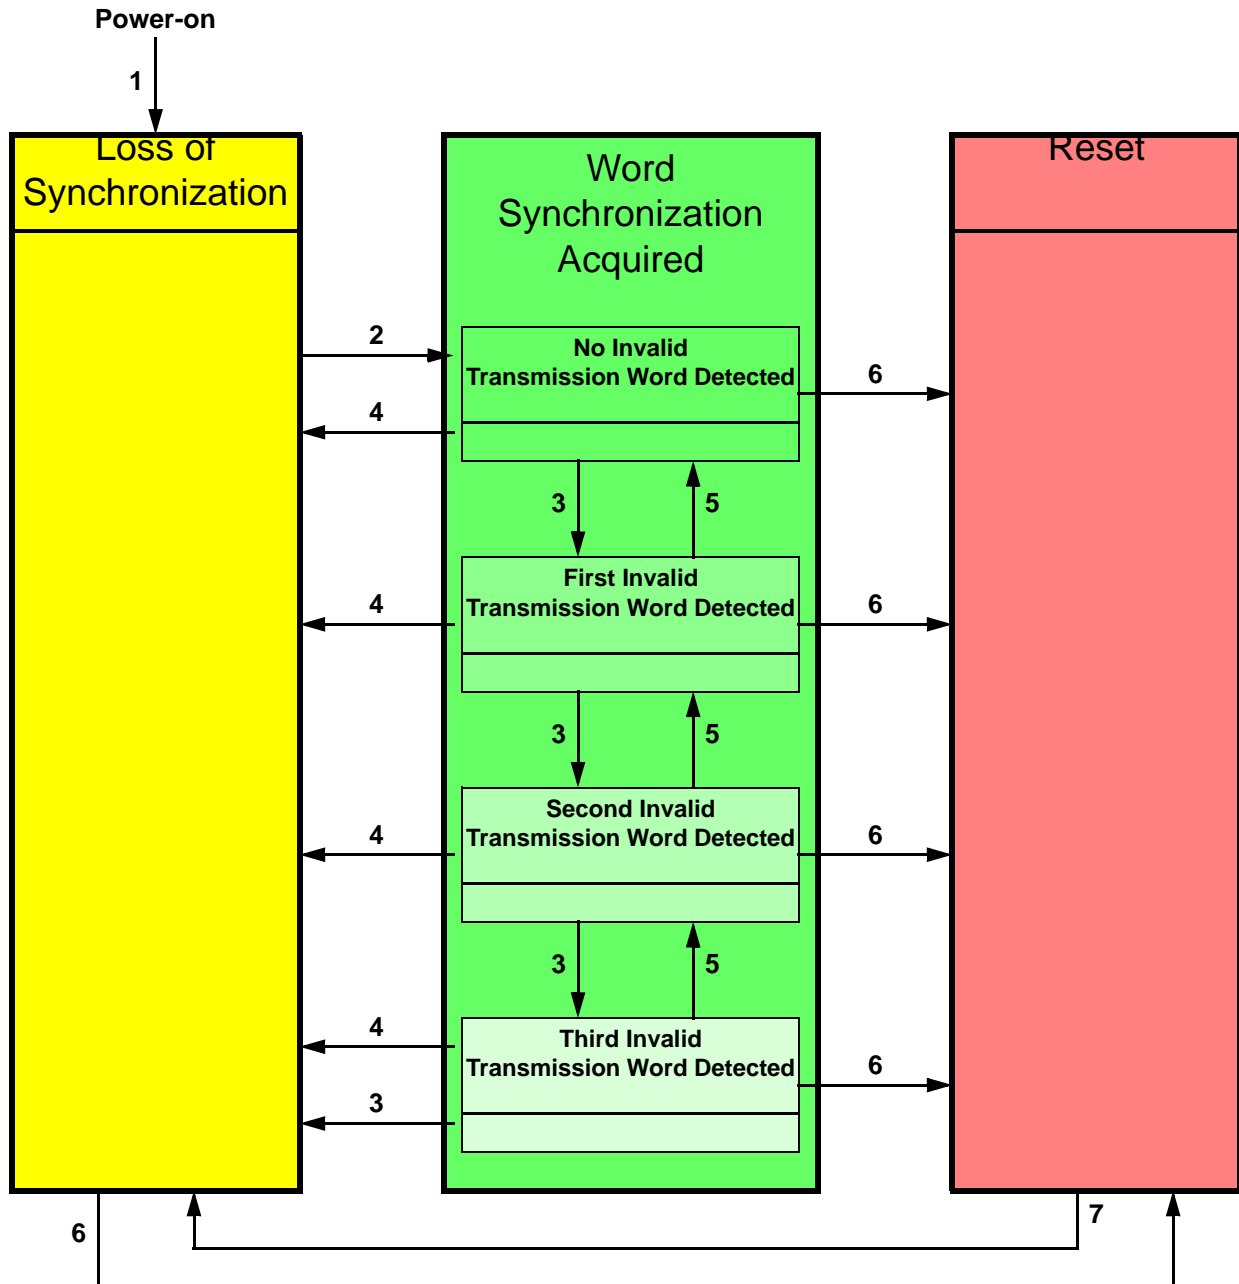 Power-on
1
Loss of
Synchronization
Word
Synchronization
Acquired
Reset
2
No Invalid
Transmission Word Detected
6
4
3
5
First Invalid
Transmission Word Detected
4
6
3
5
Second Invalid
Transmission Word Detected
4
6
3
5
4
Third Invalid
Transmission Word Detected
6
3
6
7